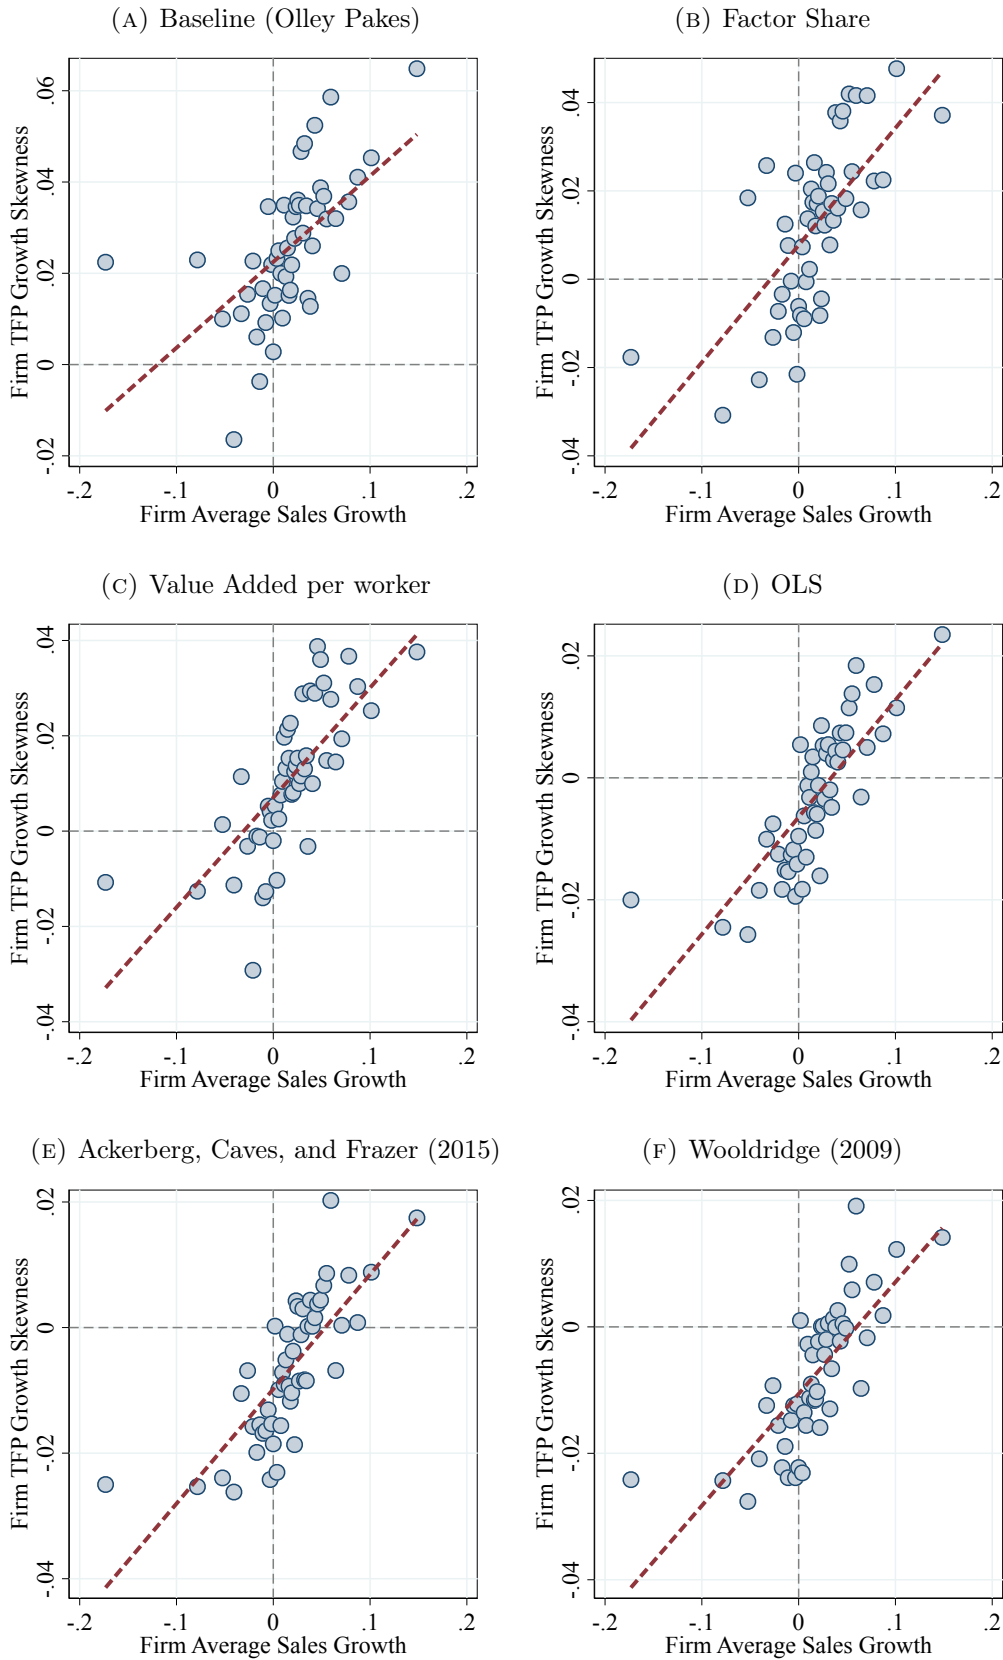 (A) Baseline (Olley Pakes)
Firm TFP Growth Skewness
.06
.04
.02
0
-.02
-.2 -.1 0 .1 .2
Firm Average Sales Growth
(B) Factor Share
Firm TFP Growth Skewness
.04
.02
0
-.02
-.04
-.2 -.1 0 .1 .2
Firm Average Sales Growth
(C) Value Added per worker
Firm TFP Growth Skewness
.04
.02
0
-.02
-.04
-.2 -.1 0 .1 .2
Firm Average Sales Growth
(D) OLS
Firm TFP Growth Skewness
.02
0
-.02
-.04
-.2 -.1 0 .1 .2
Firm Average Sales Growth
(E) Ackerberg, Caves, and Frazer (2015)
Firm TFP Growth Skewness
.02
0
-.02
-.04
-.2 -.1 0 .1 .2
Firm Average Sales Growth
(F) Wooldridge (2009)
Firm TFP Growth Skewness
.02
0
-.02
-.04
-.2 -.1 0 .1 .2
Firm Average Sales Growth